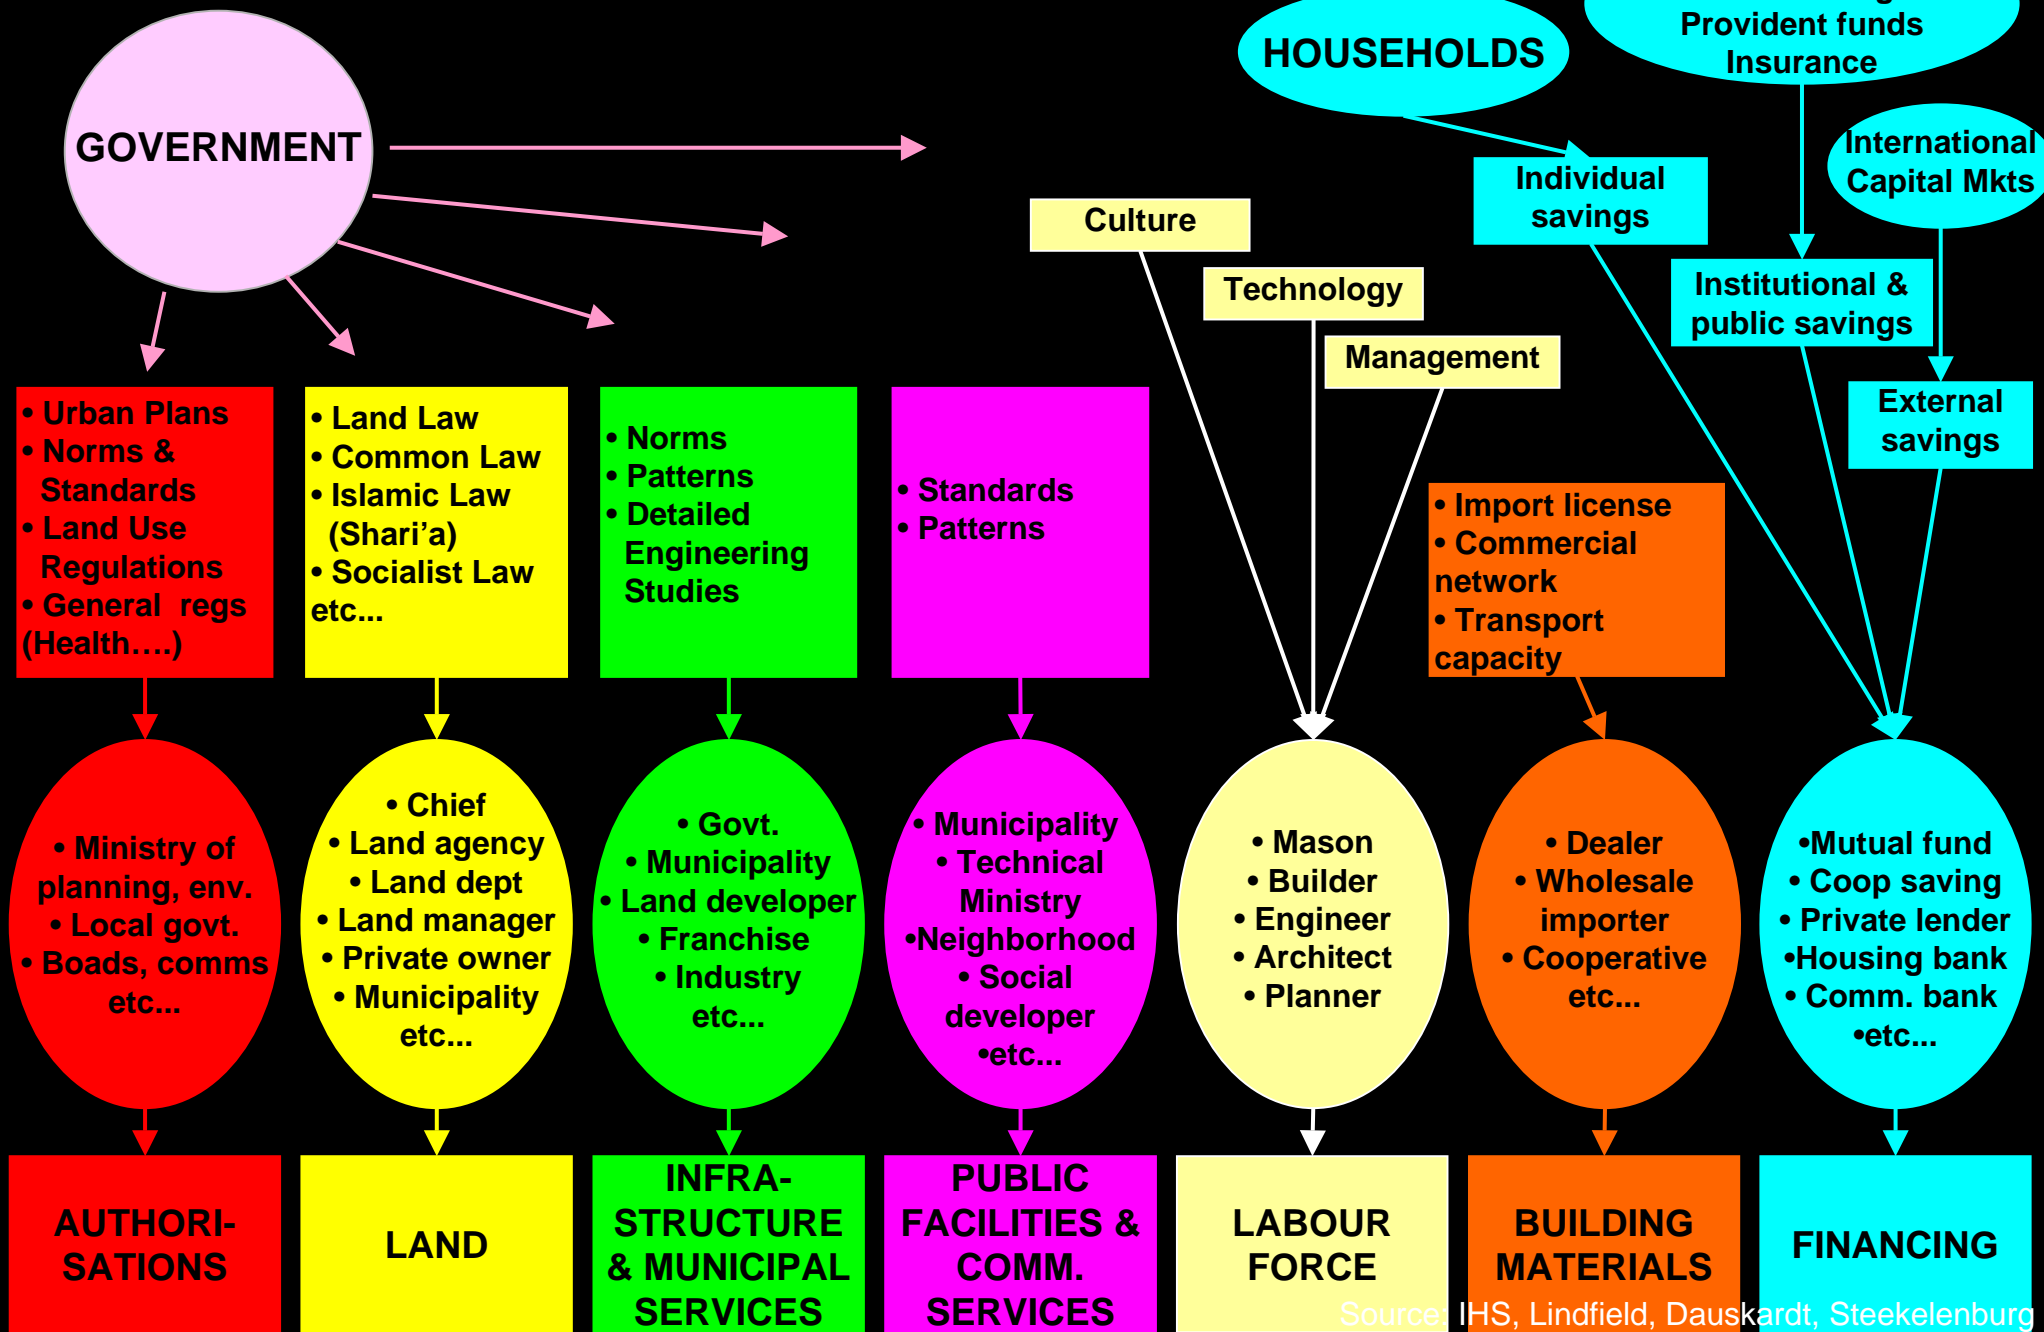 GOVERNMENT
HOUSEHOLDS
Provident funds
Insurance
International
Capital Mkts
Individual
savings
Institutional &
public savings
External
savings
Culture
Technology
Management
• Urban Plans
• Norms &
Standards
• Land Use
Regulations
• General regs
(Health….)
• Land Law
• Common Law
• Islamic Law
(Shari’a)
• Socialist Law
etc...
• Norms
• Patterns
• Detailed
Engineering
Studies
• Standards
• Patterns
• Import license
• Commercial
network
• Transport
capacity
• Ministry of
planning, env.
• Local govt.
• Boads, comms
etc...
• Chief
• Land agency
• Land dept
• Land manager
• Private owner
• Municipality
etc...
• Govt.
• Municipality
• Land developer
• Franchise
• Industry
etc...
• Municipality
• Technical
Ministry
•Neighborhood
• Social
developer
•etc...
• Mason
• Builder
• Engineer
• Architect
• Planner
• Dealer
• Wholesale
importer
• Cooperative
etc...
•Mutual fund
• Coop saving
• Private lender
•Housing bank
• Comm. bank
•etc...
AUTHORI-
SATIONS
LAND
INFRA-
STRUCTURE
& MUNICIPAL
SERVICES
PUBLIC
FACILITIES &
COMM.
SERVICES
LABOUR
FORCE
BUILDING
MATERIALS
FINANCING
Source: IHS, Lindfield, Dauskardt, Steekelenburg